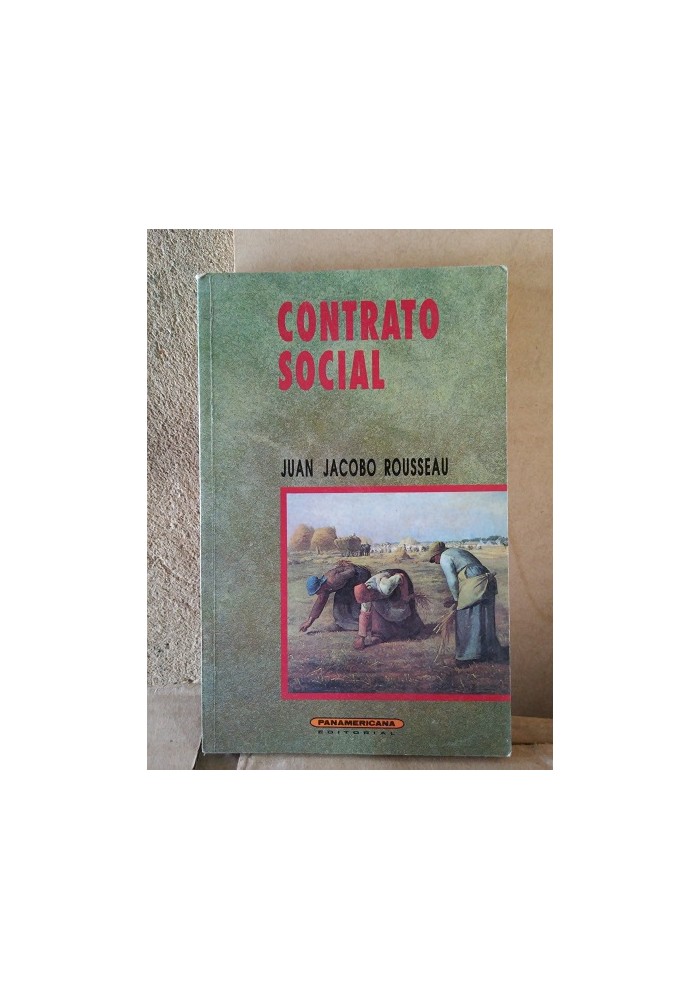 CONTRATO
SOCIAL
JUAN JACOBO ROUSSEAU
PANAMERICANA
EDITORIAL